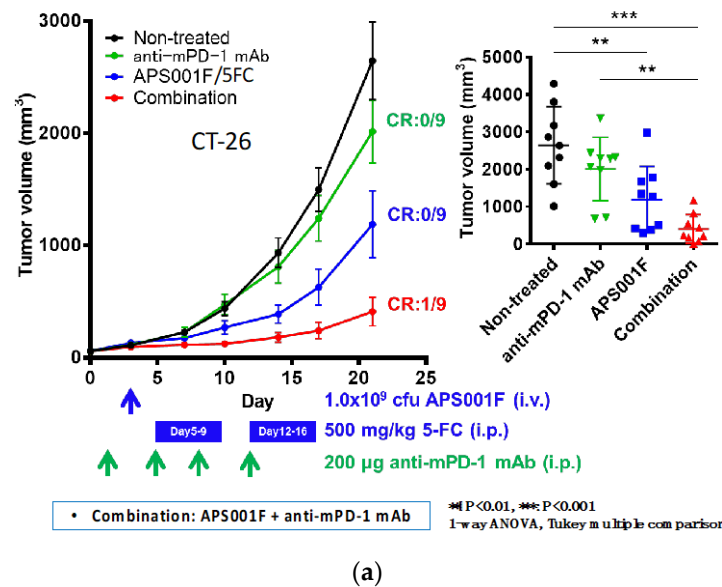 Non-treated
anti-mPD-1 mAb
APS001F/5FC
Combination
CT-26
Tumor volume (mm³)
3000
2000
1000
0
0 5 10 15 20 25
Day
CR:0/9
CR:0/9
CR:1/9
***
**
**
Tumor volume (mm³)
5000
4000
3000
2000
1000
0
Non-treated
anti-mPD-1 mAb
APS001F
Combination
1.0x10⁹ cfu APS001F (i.v.)
Day5-9
Day12-16
500 mg/kg 5-FC (i.p.)
200 µg anti-mPD-1 mAb (i.p.)
• Combination: APS001F + anti-mPD-1 mAb
P<0.01, ***: P<0.001
1-way ANOVA, Tukey multiple comparison
(a)